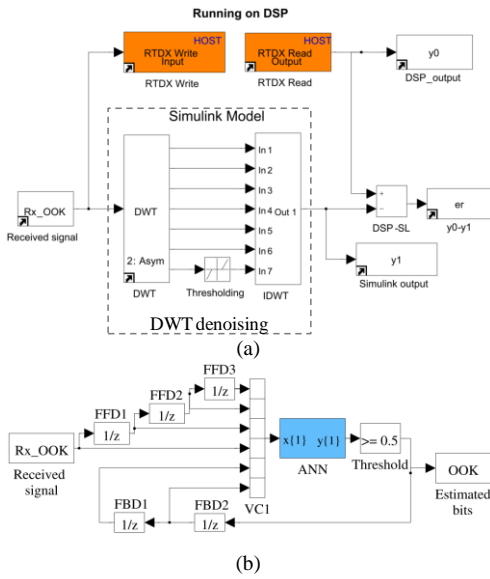 Running on DSP
HOST
RTDX Write
Input
RTDX Write
HOST
RTDX Read
Output
RTDX Read
y0
DSP_output
Simulink Model
Rx_OOK
Received signal
DWT
2: Asym
DWT
Thresholding
In 1
In 2
In 3
In 4
In 5
In 6
In 7
Out 1
IDWT
+
−
DSP-SL
er
y0-y1
y1
Simulink output
DWT denoising
(a)
FFD3
1/z
FFD2
1/z
FFD1
1/z
Rx_OOK
Received
signal
x{1} y{1}
ANN
>= 0.5
Threshold
OOK
Estimated
bits
FBD1
1/z
FBD2
1/z
VC1
(b)